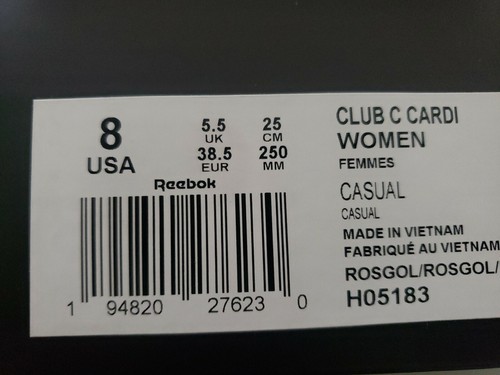 8
USA
5.5
UK
38.5
EUR
25
CM
250
MM
Reebok
1 94820 27623 0
CLUB C CARDI
WOMEN
FEMMES
CASUAL
CASUAL
MADE IN VIETNAM
FABRIQUÉ AU VIETNAM
ROSGOL/ROSGOL/
H05183